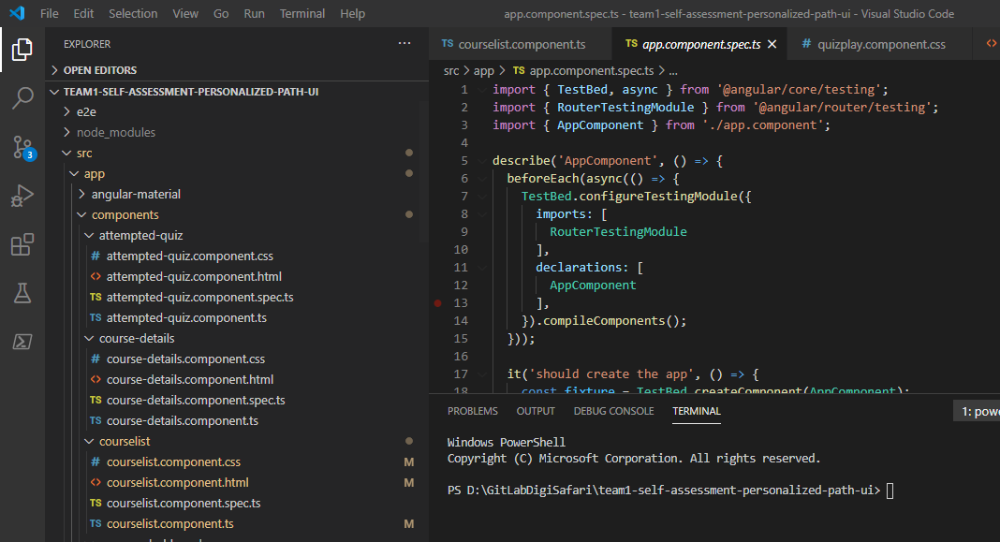 File Edit Selection View Go Run Terminal Help app.component.spec.ts - team1-self-assessment-personalized-path-ui - Visual Studio Code
EXPLORER ...
OPEN EDITORS
TEAM1-SELF-ASSESSMENT-PERSONALIZED-PATH-UI
e2e
node_modules
src
app
angular-material
components
attempted-quiz
# attempted-quiz.component.css
<> attempted-quiz.component.html
TS attempted-quiz.component.spec.ts
TS attempted-quiz.component.ts
course-details
# course-details.component.css
<> course-details.component.html
TS course-details.component.spec.ts
TS course-details.component.ts
courselist
# courselist.component.css M
<> courselist.component.html M
TS courselist.component.spec.ts
TS courselist.component.ts M
3
TS courselist.component.ts TS app.component.spec.ts # quizplay.component.css <>
src > app > TS app.component.spec.ts > ...
1 import { TestBed, async } from '@angular/core/testing';
2 import { RouterTestingModule } from '@angular/router/testing';
3 import { AppComponent } from './app.component';
4
5 describe('AppComponent', () => {
6 beforeEach(async(() => {
7 TestBed.configureTestingModule({
8 imports: [
9 RouterTestingModule
10 ],
11 declarations: [
12 AppComponent
13 ],
14 }).compileComponents();
15 }));
16
17 it('should create the app', () => {
18 const fixture = TestBed.createComponent(AppComponent);
PROBLEMS OUTPUT DEBUG CONSOLE TERMINAL 1: pow
Windows PowerShell
Copyright (C) Microsoft Corporation. All rights reserved.
PS D:\GitLabDigiSafari\team1-self-assessment-personalized-path-ui>